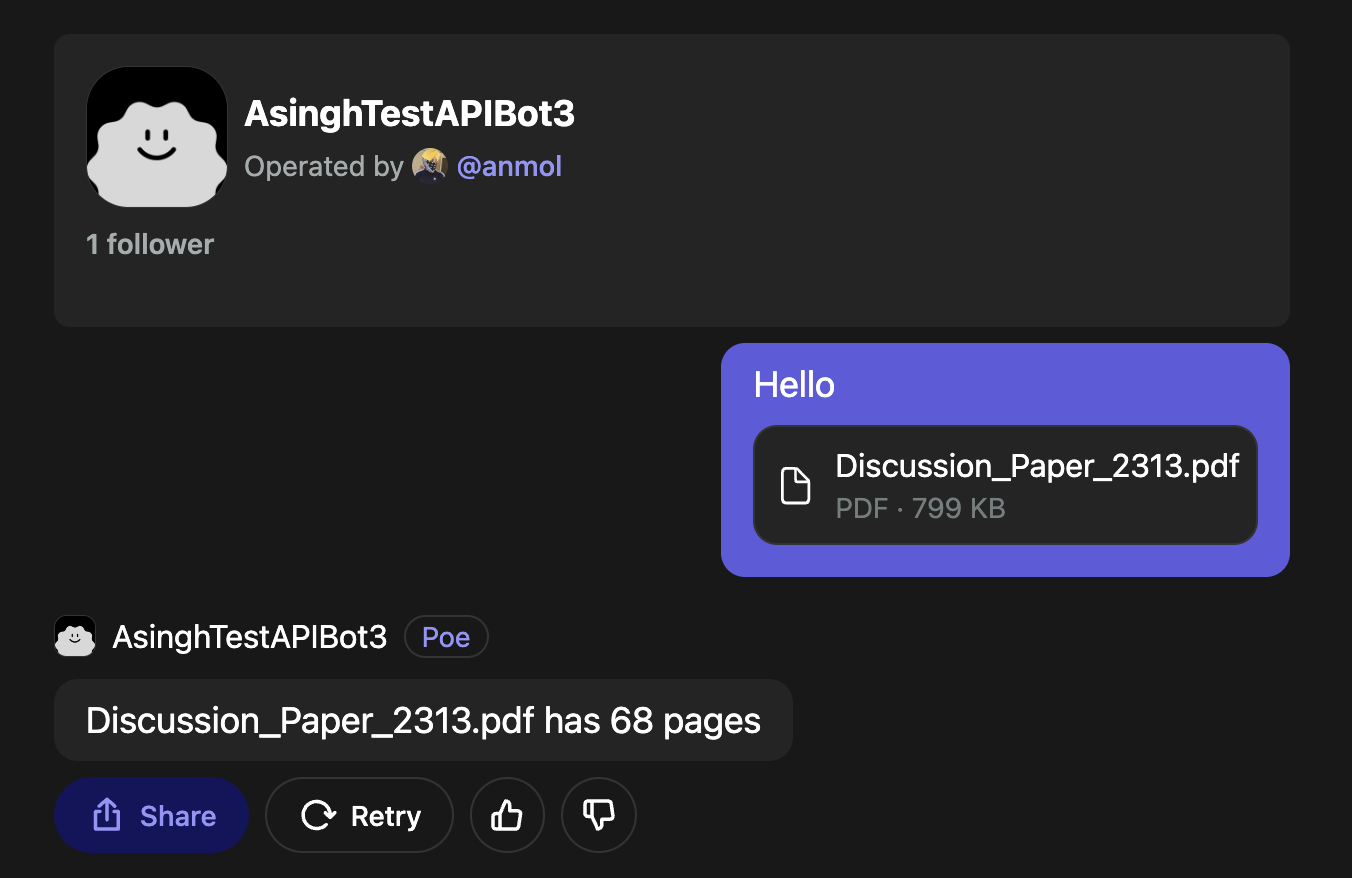 AsinghTestAPIBot3
Operated by @anmol
1 follower
Hello
Discussion_Paper_2313.pdf
PDF · 799 KB
AsinghTestAPIBot3 Poe
Discussion_Paper_2313.pdf has 68 pages
Share Retry